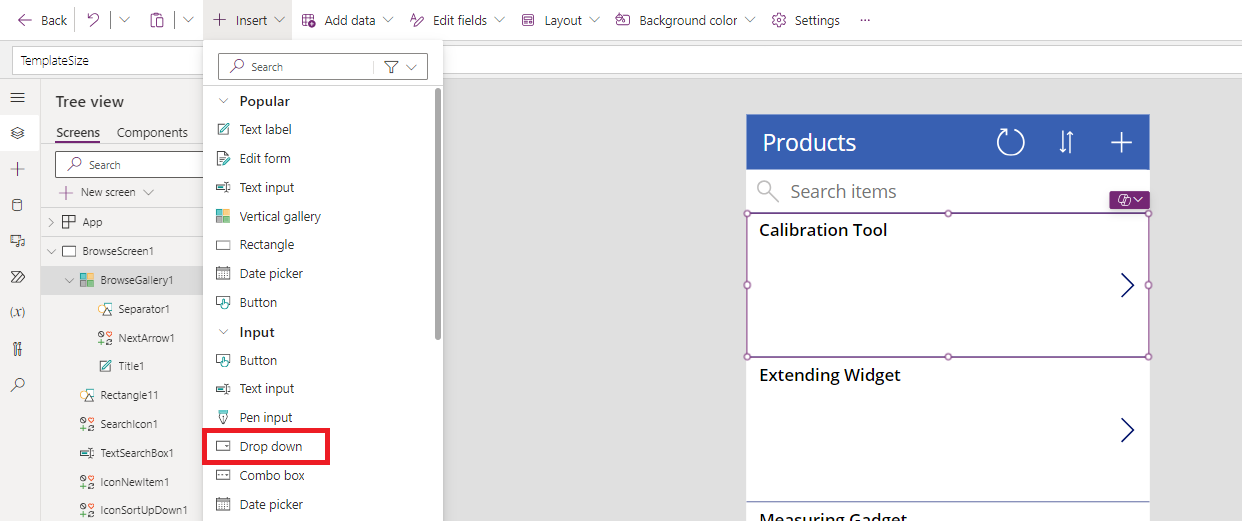 Back
Insert
Add data
Edit fields
Layout
Background color
Settings
...
TemplateSize
Search
Tree view
Screens
Components
Search
New screen
App
BrowseScreen1
BrowseGallery1
Separator1
NextArrow1
Title1
Rectangle11
SearchIcon1
TextSearchBox1
IconNewItem1
IconSortUpDown1
Popular
Text label
Edit form
Text input
Vertical gallery
Rectangle
Date picker
Button
Input
Button
Text input
Pen input
Drop down
Combo box
Date picker
Products
Search items
Calibration Tool
Extending Widget
Measuring Gadget
(x)